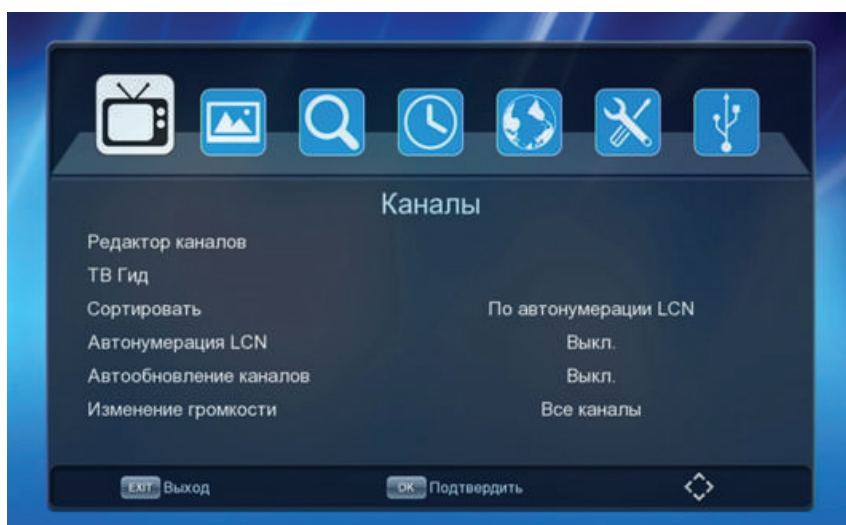 Каналы
Редактор каналов
ТВ Гид
Сортировать По автонумерации LCN
Автонумерация LCN Выкл.
Автообновление каналов Выкл.
Изменение громкости Все каналы
EXIT Выход OK Подтвердить